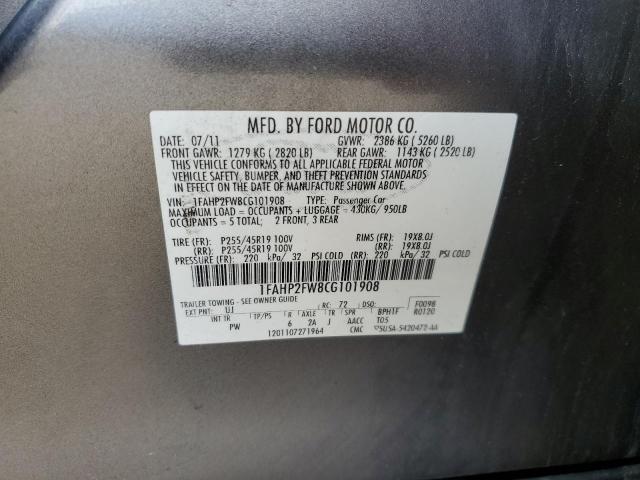 MFD. BY FORD MOTOR CO.
DATE: 07/11 GVWR: 2386 KG ( 5260 LB)
FRONT GAWR: 1279 KG ( 2820 LB) REAR GAWR: 1143 KG ( 2520 LB)
THIS VEHICLE CONFORMS TO ALL APPLICABLE FEDERAL MOTOR
VEHICLE SAFETY, BUMPER, AND THEFT PREVENTION STANDARDS
IN EFFECT ON THE DATE OF MANUFACTURE SHOWN ABOVE.
VIN: 1FAHP2FW8CG101908 TYPE: Passenger Car
MAXIMUM LOAD = OCCUPANTS + LUGGAGE = 430KG/ 950LB
OCCUPANTS = 5 TOTAL: 2 FRONT, 3 REAR
TIRE (FR): P255/45R19 100V RIMS (FR): 19X8.0J
(RR): P255/45R19 100V (RR): 19X8.0J
PRESSURE (FR): 220 kPa/ 32 PSI COLD (RR): 220 kPa/ 32 PSI COLD
1FAHP2FW8CG101908
TRAILER TOWING - SEE OWNER GUIDE
EXT PNT: UJ RC: 72 DSO: F0098
INT TR TP/PS R AXLE TR SPR BPH1F R0120
PW 6 2A J AACC T05
1201107271964 CMC 5U5A-5420472-AA